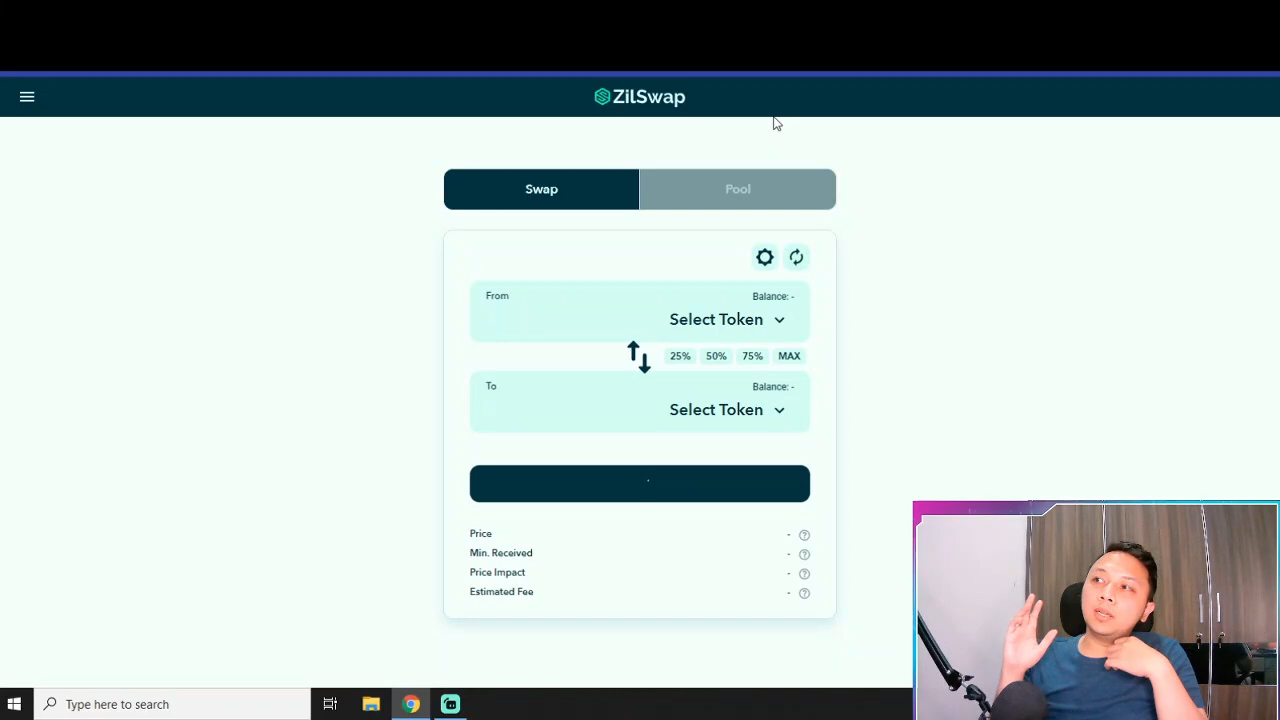 ZilSwap
Swap
Pool
From
Balance: -
Select Token
25% 50% 75% MAX
To
Balance: -
Select Token
Price - ?
Min. Received - ?
Price Impact - ?
Estimated Fee - ?
Type here to search